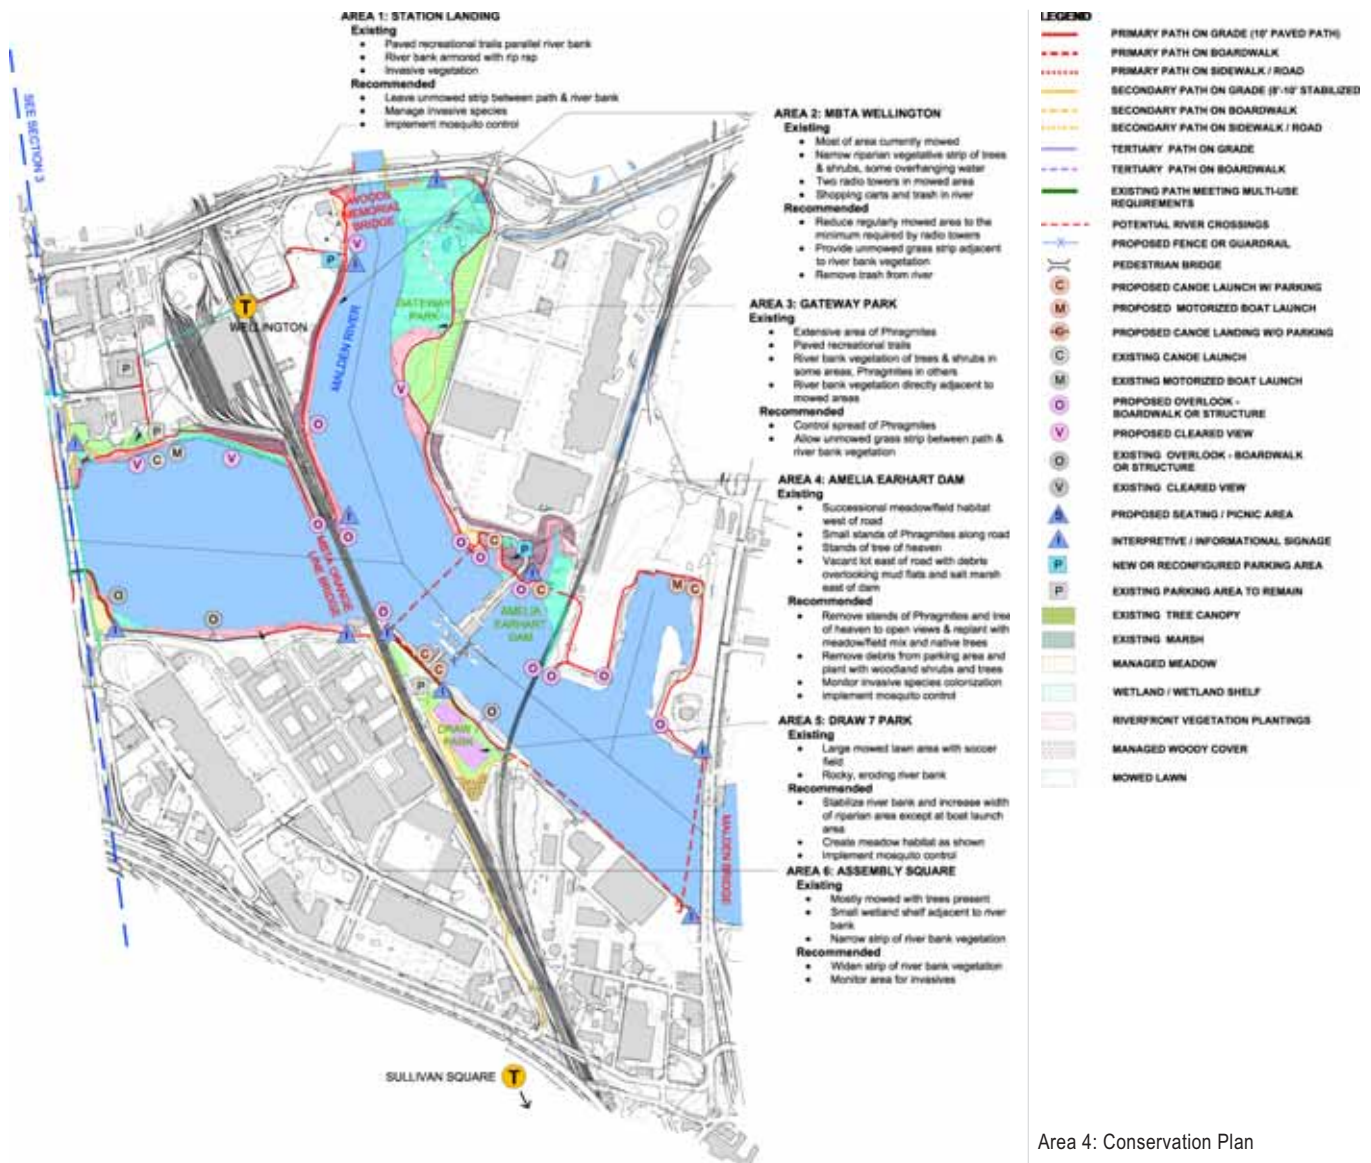 AREA 1: STATION LANDING
Existing
• Paved recreational trails parallel river bank
• River bank armored with rip rap
• Invasive vegetation
Recommended
• Leave unmowed strip between path & river bank
• Manage invasive species
• Implement mosquito control
AREA 2: MBTA WELLINGTON
Existing
• Most of area currently mowed
• Narrow riparian vegetative strip of trees
& shrubs, some overhanging water
• Two radio towers in mowed area
• Shopping carts and trash in river
Recommended
• Reduce regularly mowed area to the
minimum required by radio towers
• Provide unmowed grass strip adjacent
to river bank vegetation
• Remove trash from river
AREA 3: GATEWAY PARK
Existing
• Extensive area of Phragmites
• Paved recreational trails
• River bank vegetation of trees & shrubs in
some areas, Phragmites in others
• River bank vegetation directly adjacent to
mowed areas
Recommended
• Control spread of Phragmites
• Allow unmowed grass strip between path &
river bank vegetation
AREA 4: AMELIA EARHART DAM
Existing
• Successional meadow/field habitat
west of road
• Small stands of Phragmites along road
• Stands of tree of heaven
• Vacant lot east of road with debris
overlooking mud flats and salt marsh
east of dam
Recommended
• Remove stands of Phragmites and tree
of heaven to open views & replant with
meadow/field mix and native trees
• Remove debris from parking area and
plant with woodland shrubs and trees
• Monitor invasive species colonization
• Implement mosquito control
AREA 5: DRAW 7 PARK
Existing
• Large mowed lawn area with soccer
field
• Rocky, eroding river bank
Recommended
• Stabilize river bank and increase width
of riparian area except at boat launch
area
• Create meadow habitat as shown
• Implement mosquito control
AREA 6: ASSEMBLY SQUARE
Existing
• Mostly mowed with trees present
• Small wetland shelf adjacent to river
bank
• Narrow strip of river bank vegetation
Recommended
• Widen strip of river bank vegetation
• Monitor area for invasives
SEE SECTION 3
WOODS
MEMORIAL
BRIDGE
GATEWAY
PARK
T
WELLINGTON
MALDEN RIVER
MBTA ORANGE
LINE BRIDGE
AMELIA
EARHART
DAM
DRAW 7
PARK
MALDEN BRIDGE
SULLIVAN SQUARE T
LEGEND
PRIMARY PATH ON GRADE (10' PAVED PATH)
PRIMARY PATH ON BOARDWALK
PRIMARY PATH ON SIDEWALK / ROAD
SECONDARY PATH ON GRADE (8'-10' STABILIZED
SECONDARY PATH ON BOARDWALK
SECONDARY PATH ON SIDEWALK / ROAD
TERTIARY PATH ON GRADE
TERTIARY PATH ON BOARDWALK
EXISTING PATH MEETING MULTI-USE
REQUIREMENTS
POTENTIAL RIVER CROSSINGS
X PROPOSED FENCE OR GUARDRAIL
PEDESTRIAN BRIDGE
C PROPOSED CANOE LAUNCH W/ PARKING
M PROPOSED MOTORIZED BOAT LAUNCH
C PROPOSED CANOE LANDING W/O PARKING
C EXISTING CANOE LAUNCH
M EXISTING MOTORIZED BOAT LAUNCH
O PROPOSED OVERLOOK -
BOARDWALK OR STRUCTURE
V PROPOSED CLEARED VIEW
O EXISTING OVERLOOK - BOARDWALK
OR STRUCTURE
V EXISTING CLEARED VIEW
S PROPOSED SEATING / PICNIC AREA
I INTERPRETIVE / INFORMATIONAL SIGNAGE
P NEW OR RECONFIGURED PARKING AREA
P EXISTING PARKING AREA TO REMAIN
EXISTING TREE CANOPY
EXISTING MARSH
MANAGED MEADOW
WETLAND / WETLAND SHELF
RIVERFRONT VEGETATION PLANTINGS
MANAGED WOODY COVER
MOWED LAWN
Area 4: Conservation Plan